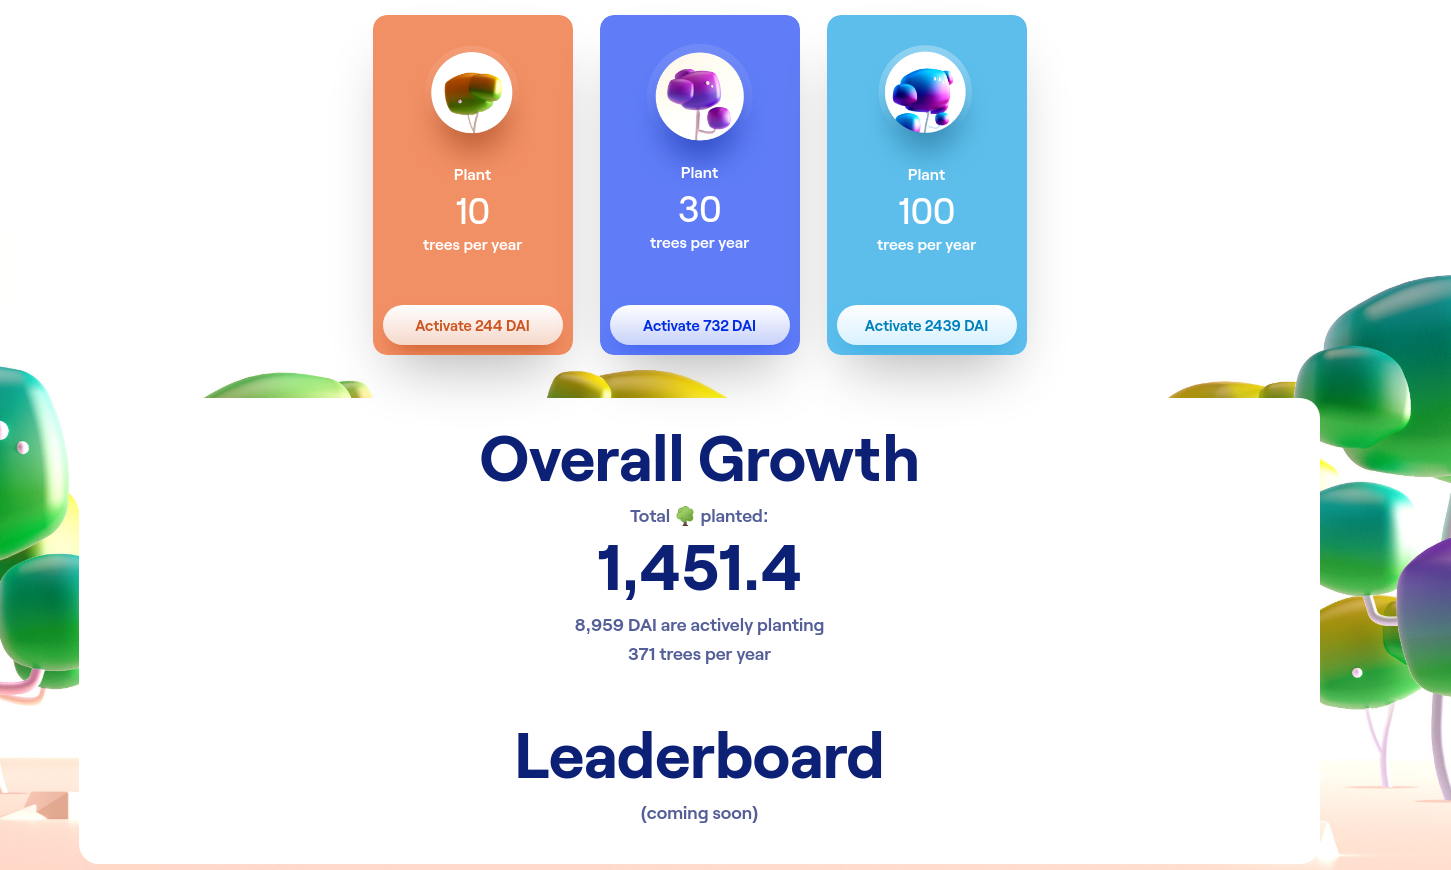 Plant
10
trees per year
Activate 244 DAI
Plant
30
trees per year
Activate 732 DAI
Plant
100
trees per year
Activate 2439 DAI
Overall Growth
Total 🌳 planted:
1,451.4
8,959 DAI are actively planting
371 trees per year
Leaderboard
(coming soon)